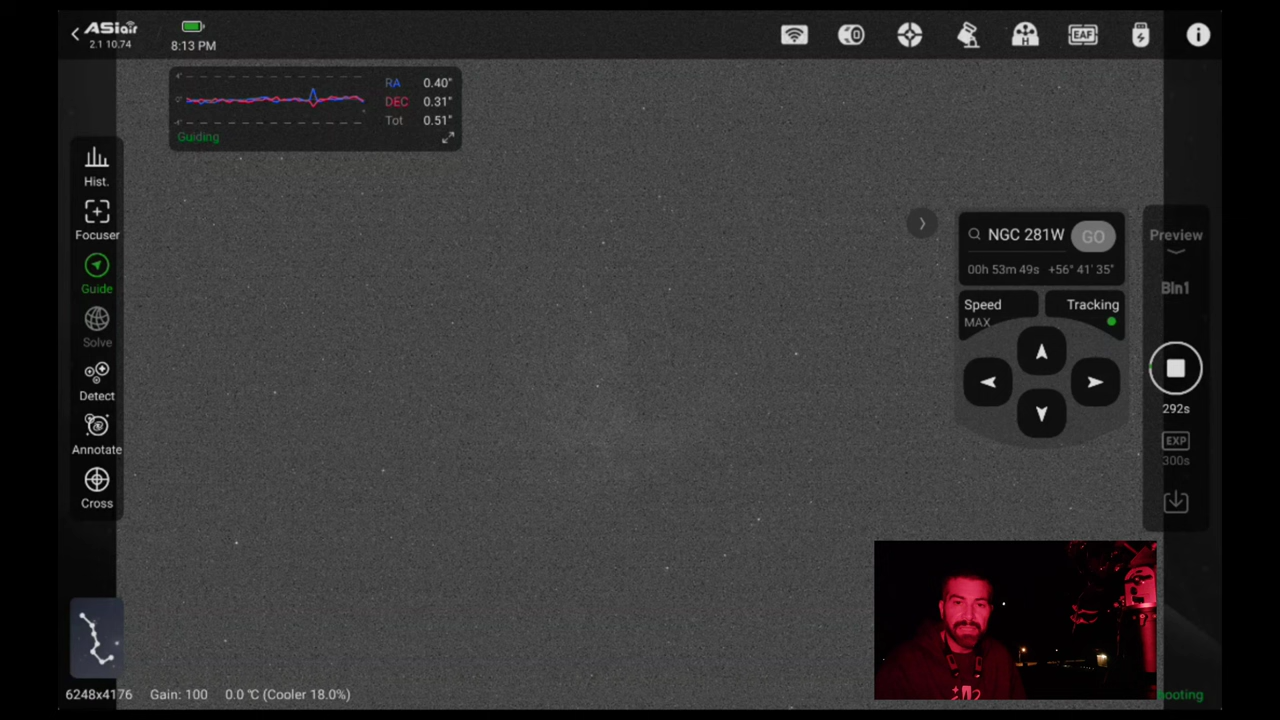 ASIair
2.1 10.74
8:13 PM
EAF
RA 0.40"
DEC 0.31"
Tot 0.51"
Guiding
Hist.
Focuser
Guide
Solve
Detect
Annotate
Cross
NGC 281W GO
00h 53m 49s +56° 41' 35"
Speed
MAX
Tracking
Preview
Bin1
292s
EXP
300s
6248x4176 Gain: 100 0.0 °C (Cooler 18.0%)
ooting